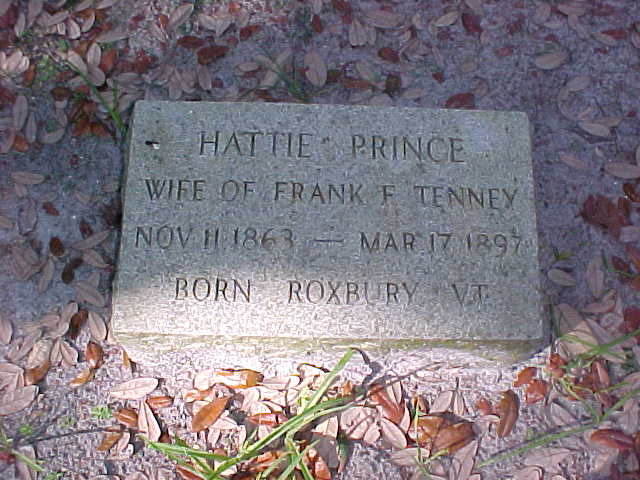 HATTIE PRINCE
WIFE OF FRANK F. TENNEY
NOV. 11. 1863 — MAR. 17. 1897
BORN ROXBURY VT.